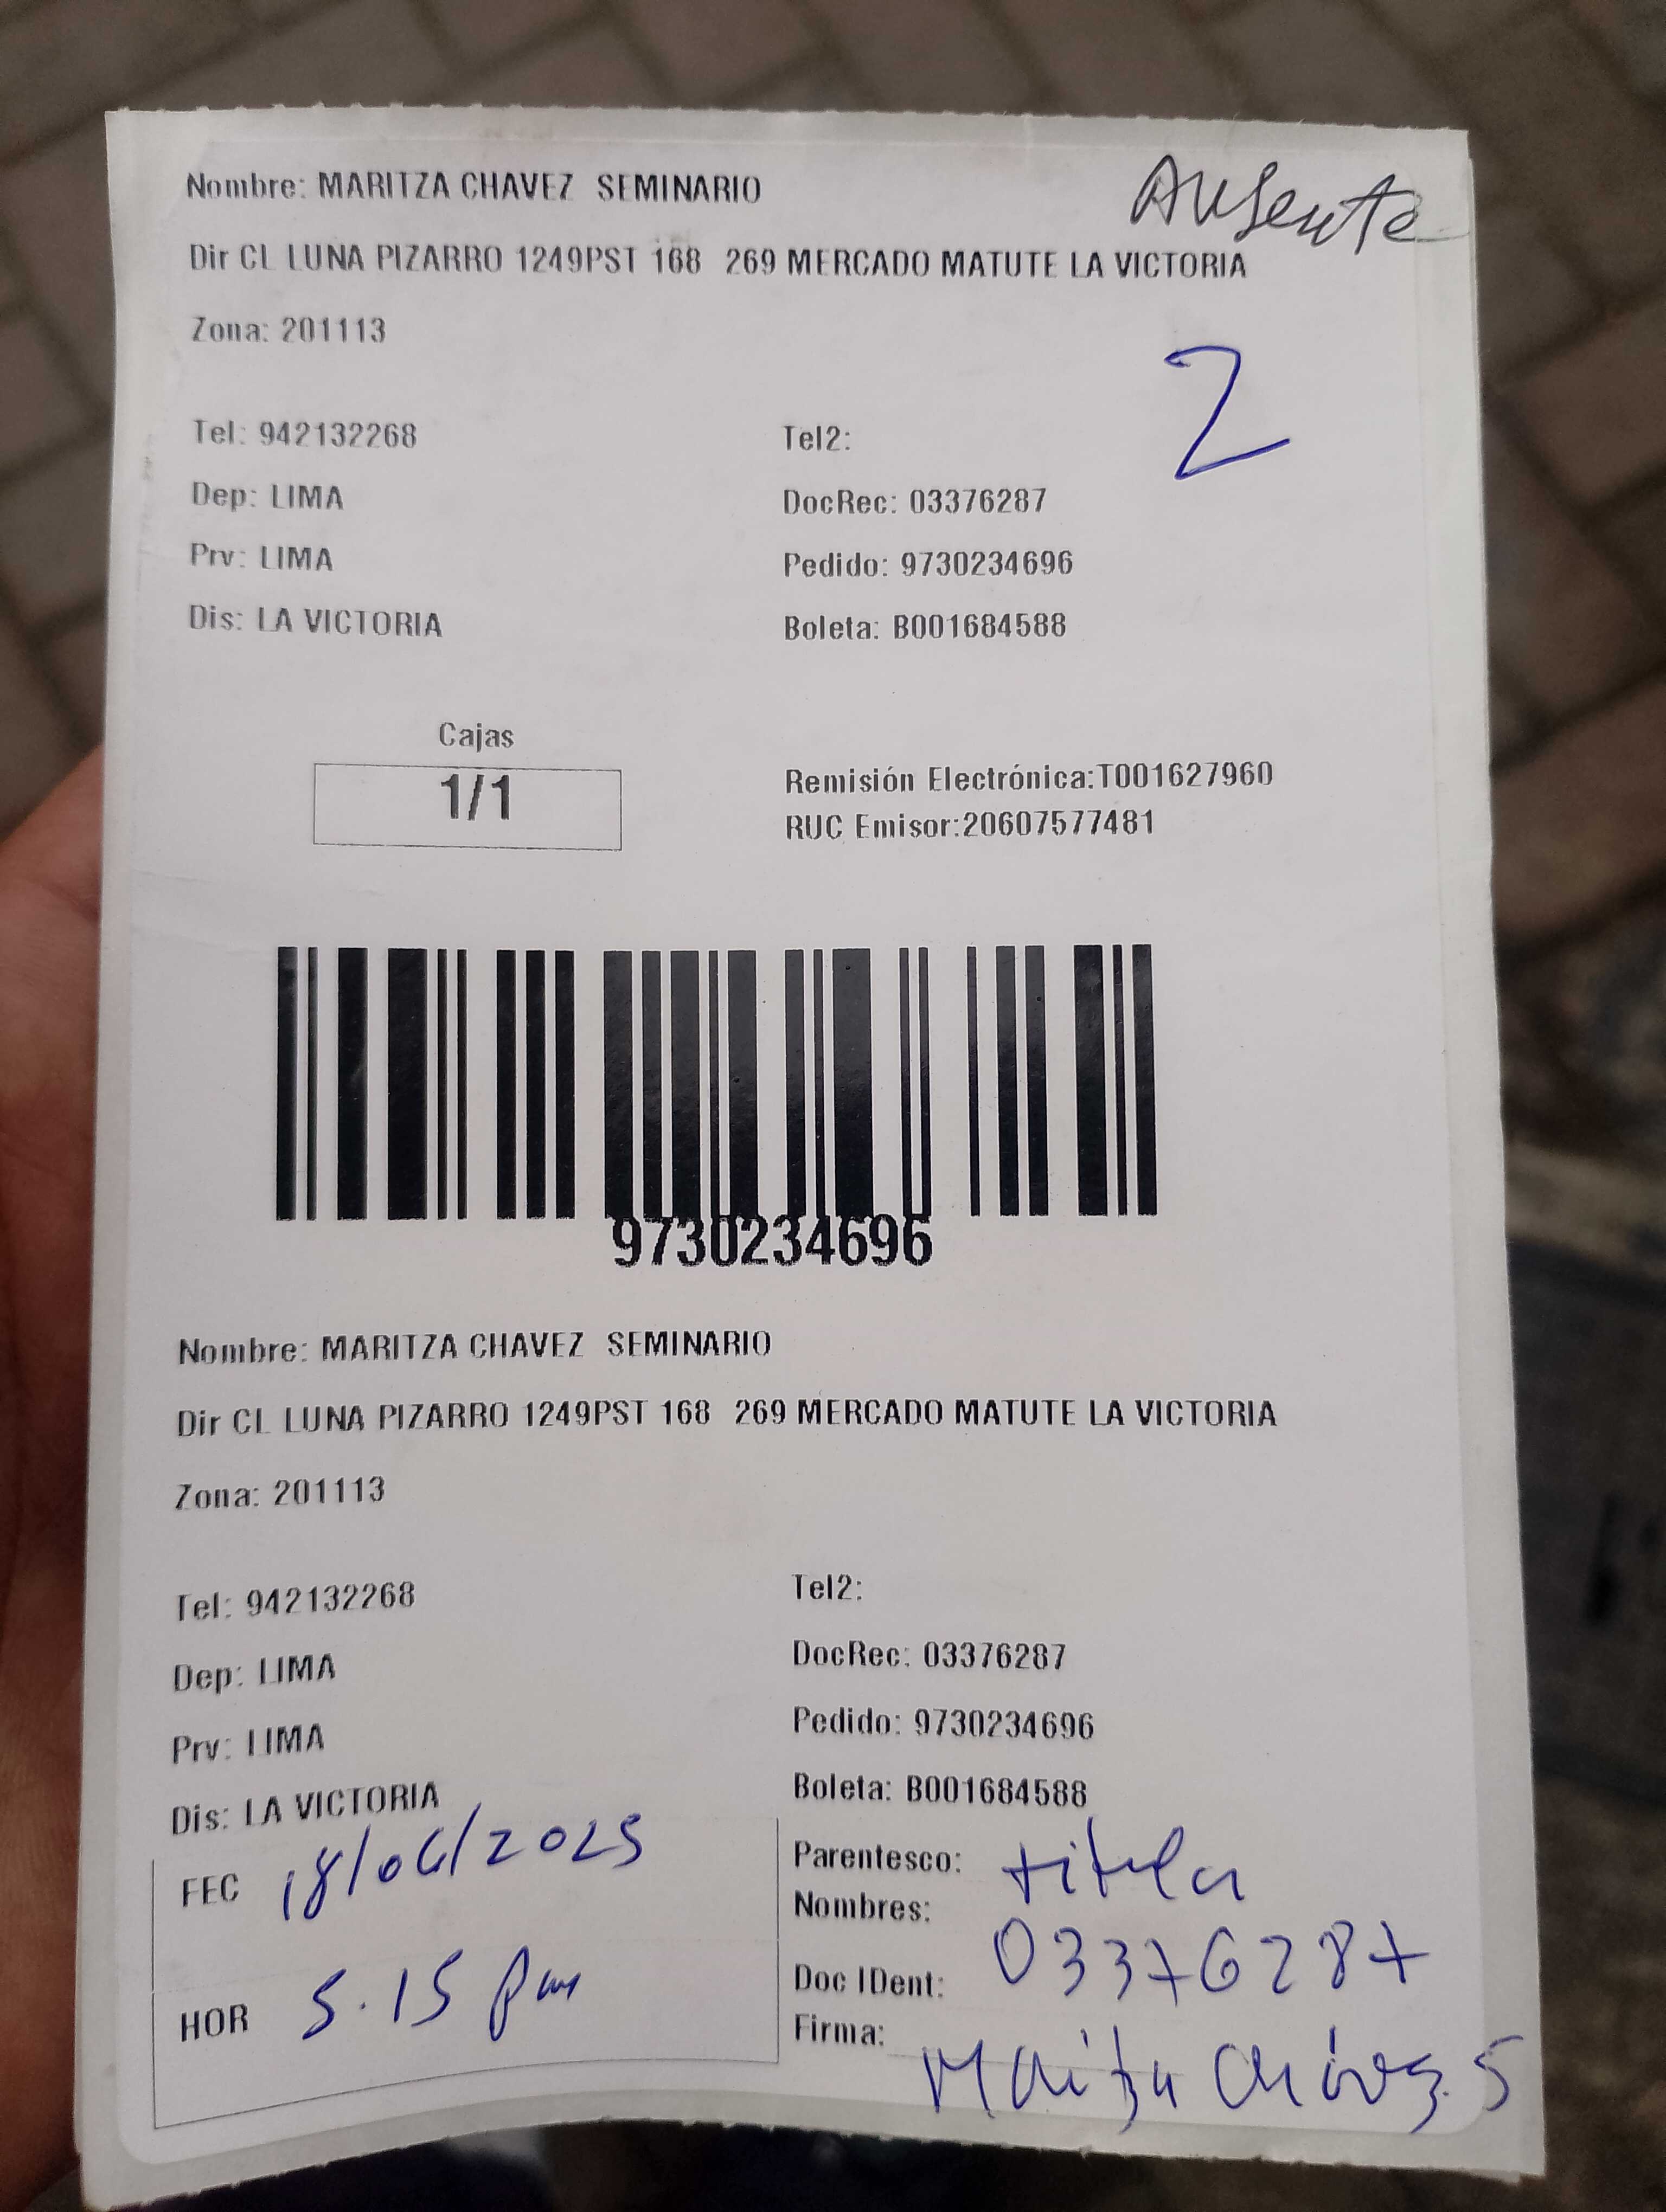 Nombre: MARITZA CHAVEZ SEMINARIO
Ausente
Dir CL LUNA PIZARRO 1249PST 168 269 MERCADO MATUTE LA VICTORIA
Zona: 201113
2
Tel: 942132268 Tel2:
Dep: LIMA DocRec: 03376287
Prv: LIMA Pedido: 9730234696
Dis: LA VICTORIA Boleta: B001684588
Cajas
1/1
Remisión Electrónica:T001627960
RUC Emisor:20607577481
9730234696
Nombre: MARITZA CHAVEZ SEMINARIO
Dir CL LUNA PIZARRO 1249PST 168 269 MERCADO MATUTE LA VICTORIA
Zona: 201113
Tel: 942132268 Tel2:
Dep: LIMA DocRec: 03376287
Prv: LIMA Pedido: 9730234696
Dis: LA VICTORIA Boleta: B001684588
FEC 18/06/2025 Parentesco: titular
Nombres:
Doc IDent: 03376287
HOR 5.15 pm Firma: Maritza Chávez S